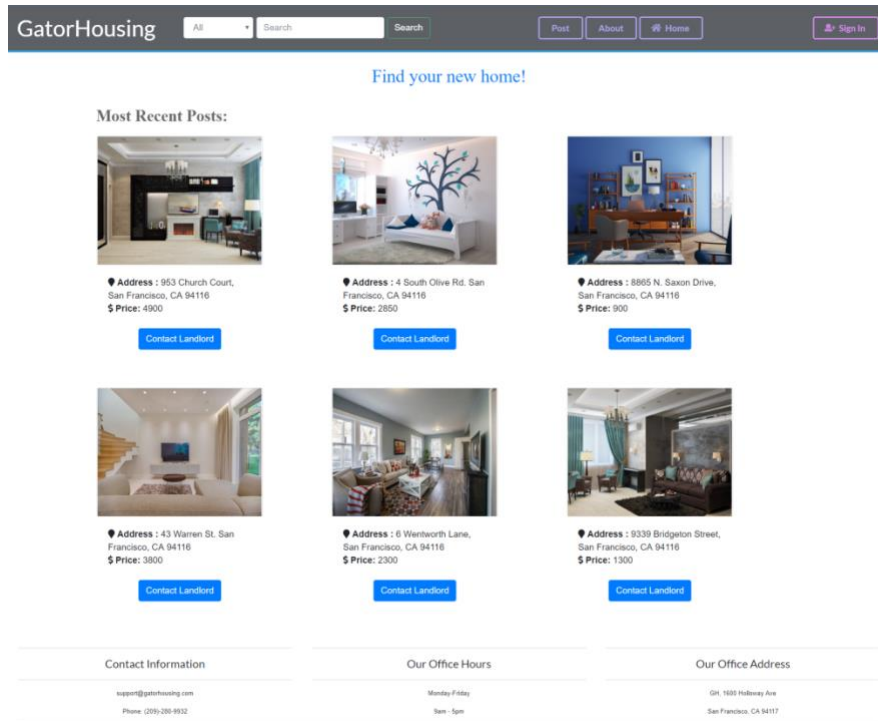 GatorHousing All Search Search Post About Home Sign In
Find your new home!
Most Recent Posts:
Address : 953 Church Court,
San Francisco, CA 94116
$ Price: 4900
Contact Landlord
Address : 4 South Olive Rd. San
Francisco, CA 94116
$ Price: 2850
Contact Landlord
Address : 8865 N. Saxon Drive,
San Francisco, CA 94116
$ Price: 900
Contact Landlord
Address : 43 Warren St. San
Francisco, CA 94116
$ Price: 3800
Contact Landlord
Address : 6 Wentworth Lane,
San Francisco, CA 94116
$ Price: 2300
Contact Landlord
Address : 9339 Bridgeton Street,
San Francisco, CA 94116
$ Price: 1300
Contact Landlord
Contact Information
support@gatorhousing.com
Phone: (209)-280-9932
Our Office Hours
Monday-Friday
9am - 5pm
Our Office Address
GH, 1600 Holloway Ave
San Francisco, CA 94117